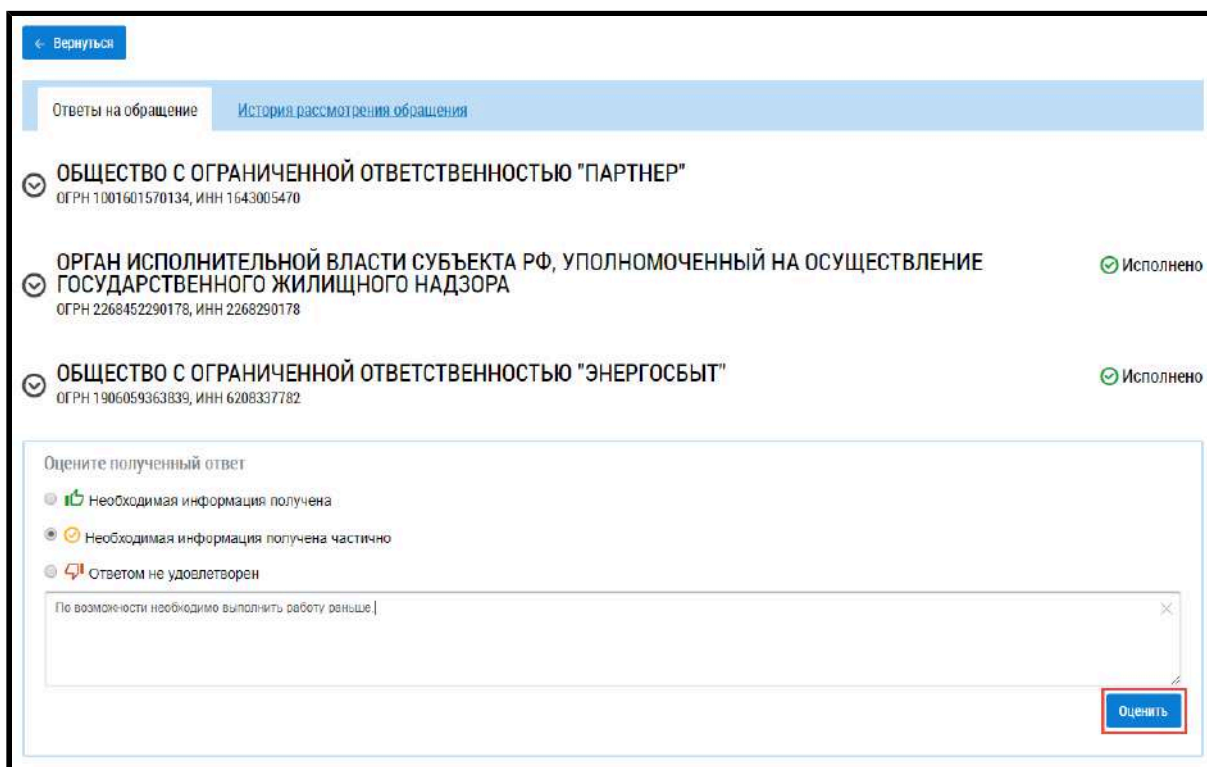 ← Вернуться
Ответы на обращение История рассмотрения обращения
ОБЩЕСТВО С ОГРАНИЧЕННОЙ ОТВЕТСТВЕННОСТЬЮ "ПАРТНЕР"
ОГРН 1001601570134, ИНН 1643005470
ОРГАН ИСПОЛНИТЕЛЬНОЙ ВЛАСТИ СУБЪЕКТА РФ, УПОЛНОМОЧЕННЫЙ НА ОСУЩЕСТВЛЕНИЕ
ГОСУДАРСТВЕННОГО ЖИЛИЩНОГО НАДЗОРА
Исполнено
ОГРН 2268452290178, ИНН 2268290178
ОБЩЕСТВО С ОГРАНИЧЕННОЙ ОТВЕТСТВЕННОСТЬЮ "ЭНЕРГОСБЫТ"
Исполнено
ОГРН 1906059363839, ИНН 6208337782
Оцените полученный ответ
Необходимая информация получена
Необходимая информация получена частично
Ответом не удовлетворен
По возможности необходимо выполнить работу раньше.
Оценить